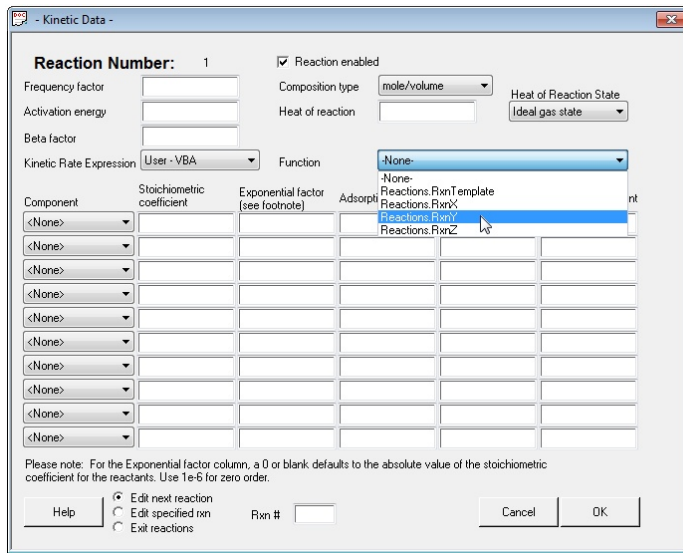 DOC - Kinetic Data -
Reaction Number: 1
Reaction enabled
Frequency factor
Composition type mole/volume
Heat of Reaction State
Activation energy
Heat of reaction
Ideal gas state
Beta factor
Kinetic Rate Expression User - VBA
Function -None-
-None-
Reactions.RxnTemplate
Reactions.RxnX
Reactions.RxnY
Reactions.RxnZ
Component
Stoichiometric
coefficient
Exponential factor
(see footnote)
Adsorpti
nt
<None>
<None>
<None>
<None>
<None>
<None>
<None>
<None>
<None>
<None>
Please note: For the Exponential factor column, a 0 or blank defaults to the absolute value of the stoichiometric
coefficient for the reactants. Use 1e-6 for zero order.
Help
Edit next reaction
Edit specified rxn
Exit reactions
Rxn #
Cancel
OK